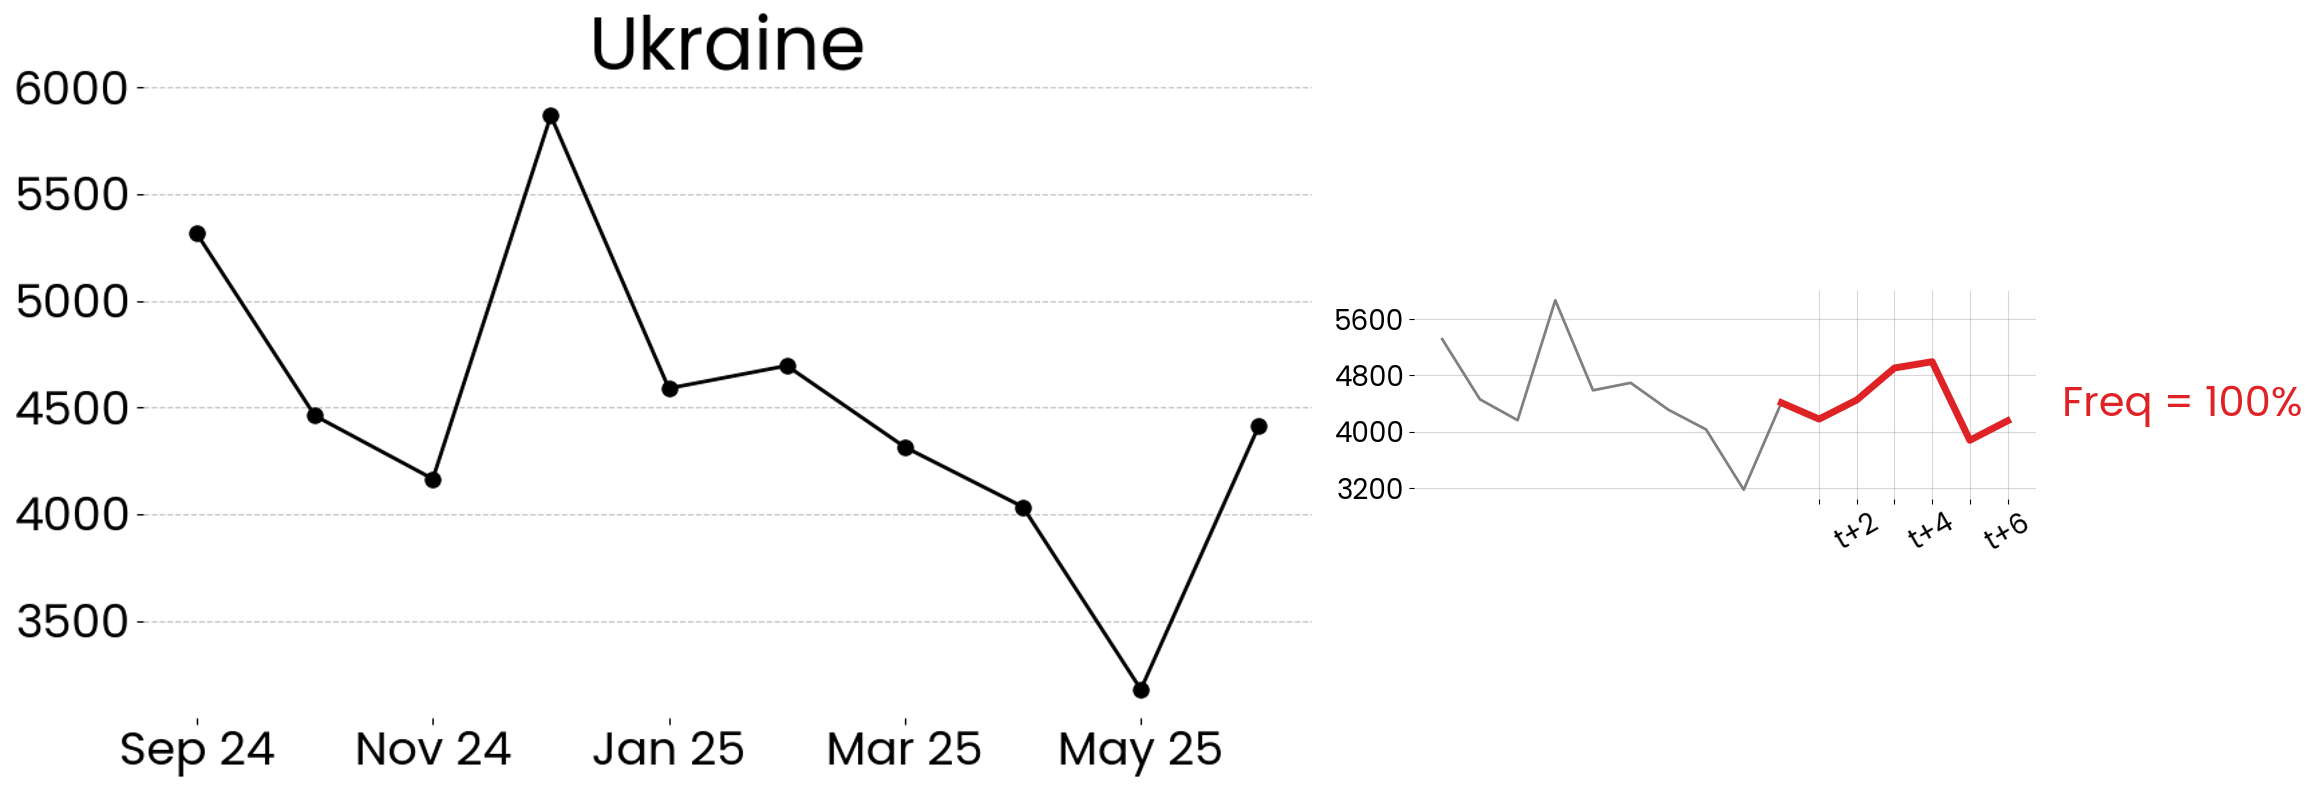 Ukraine
6000
5500
5000
4500
4000
3500
Sep 24
Nov 24
Jan 25
Mar 25
May 25
5600
4800
4000
3200
t+2
t+4
t+6
Freq = 100%